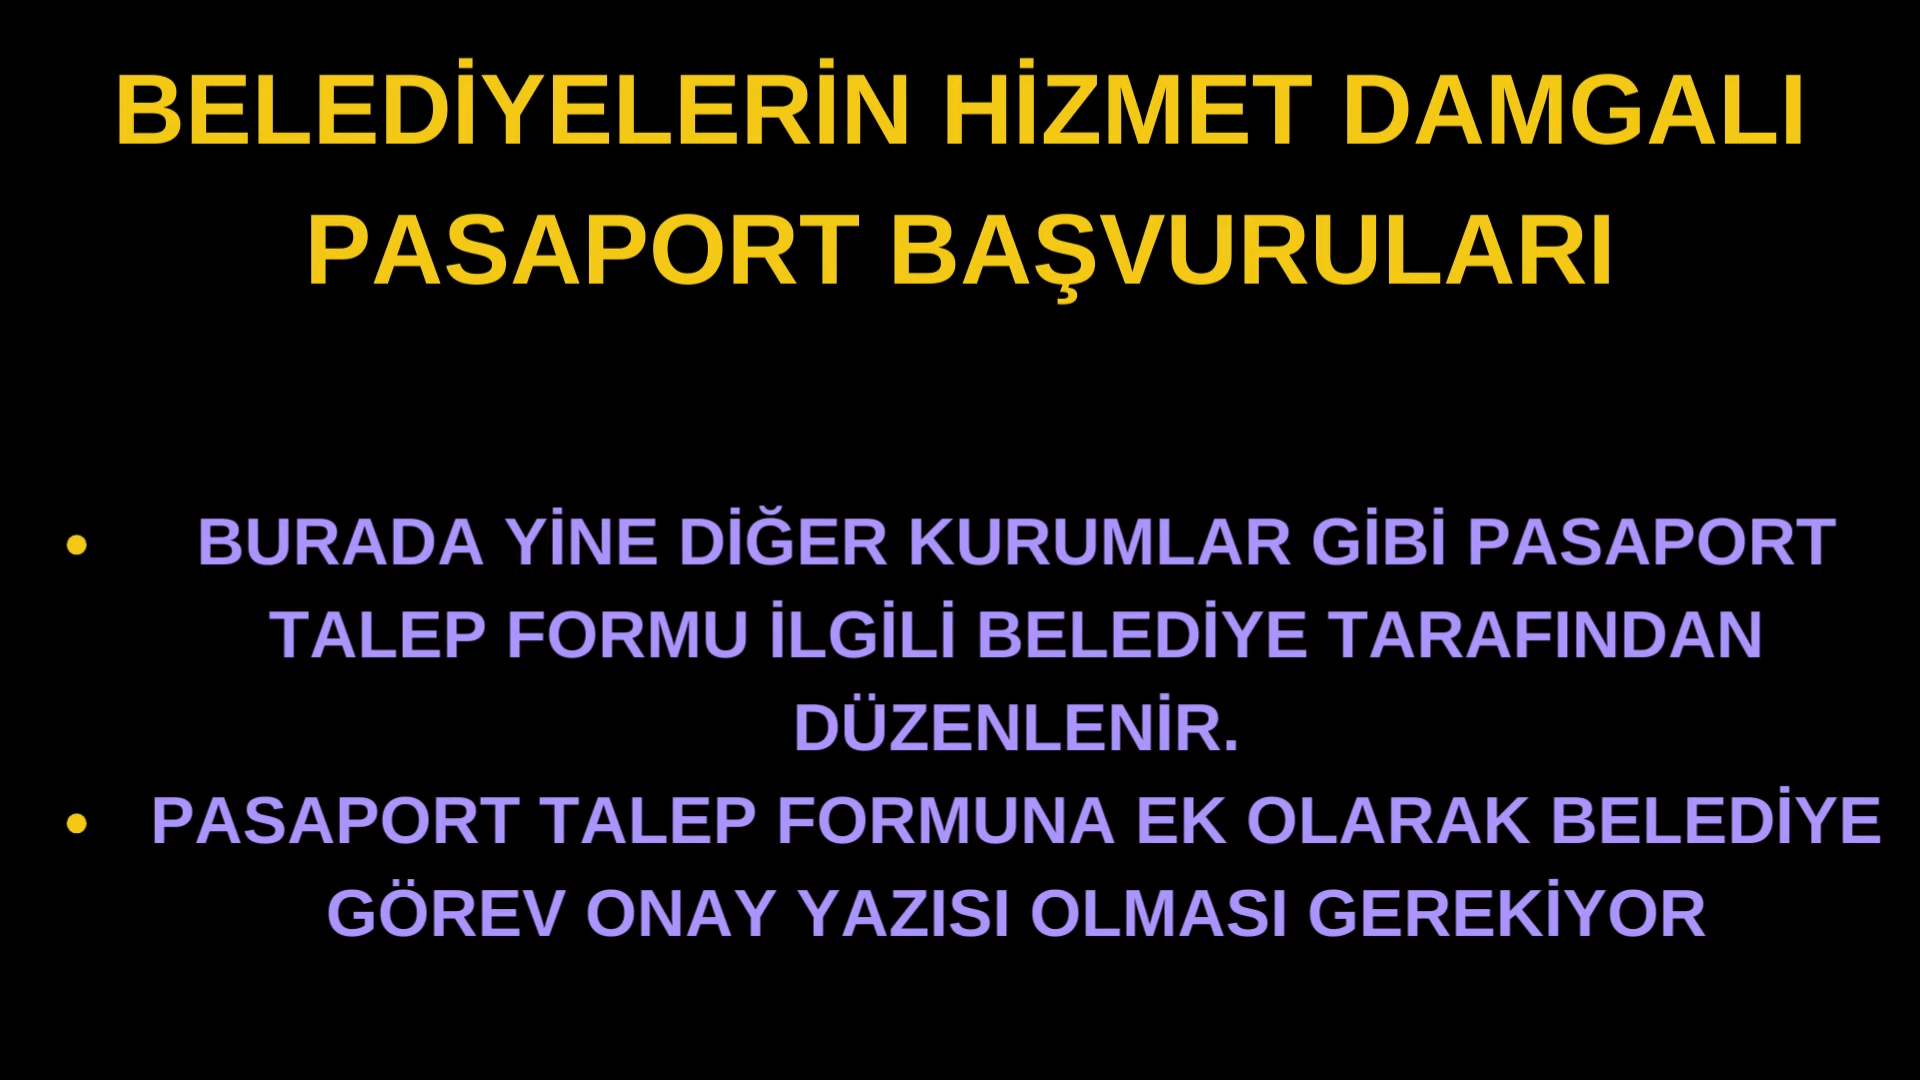 BELEDİYELERİN HİZMET DAMGALI
PASAPORT BAŞVURULARI
• BURADA YİNE DİĞER KURUMLAR GİBİ PASAPORT
TALEP FORMU İLGİLİ BELEDİYE TARAFINDAN
DÜZENLENİR.
• PASAPORT TALEP FORMUNA EK OLARAK BELEDİYE
GÖREV ONAY YAZISI OLMASI GEREKİYOR